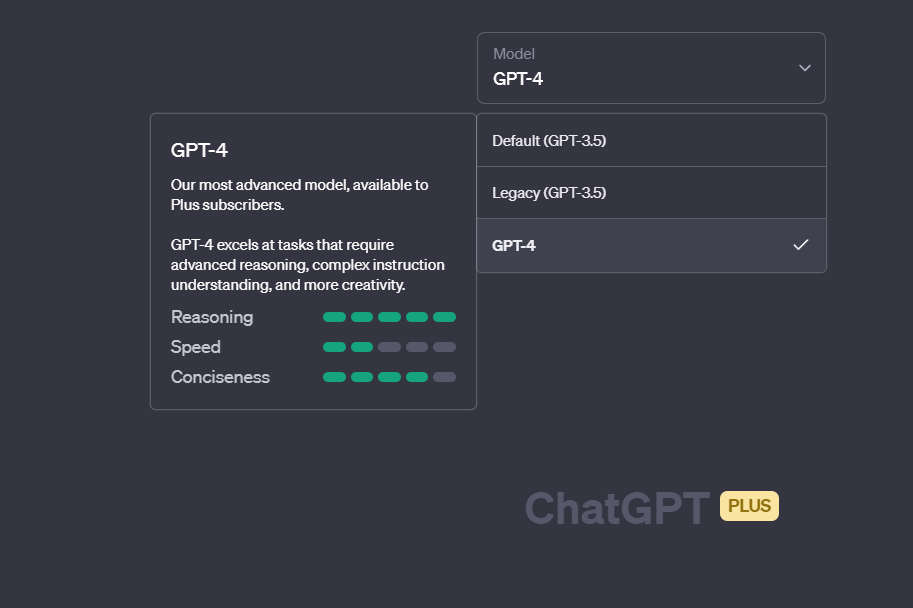 Model
GPT-4
GPT-4
Our most advanced model, available to
Plus subscribers.
GPT-4 excels at tasks that require
advanced reasoning, complex instruction
understanding, and more creativity.
Reasoning
Speed
Conciseness
Default (GPT-3.5)
Legacy (GPT-3.5)
GPT-4
ChatGPT PLUS